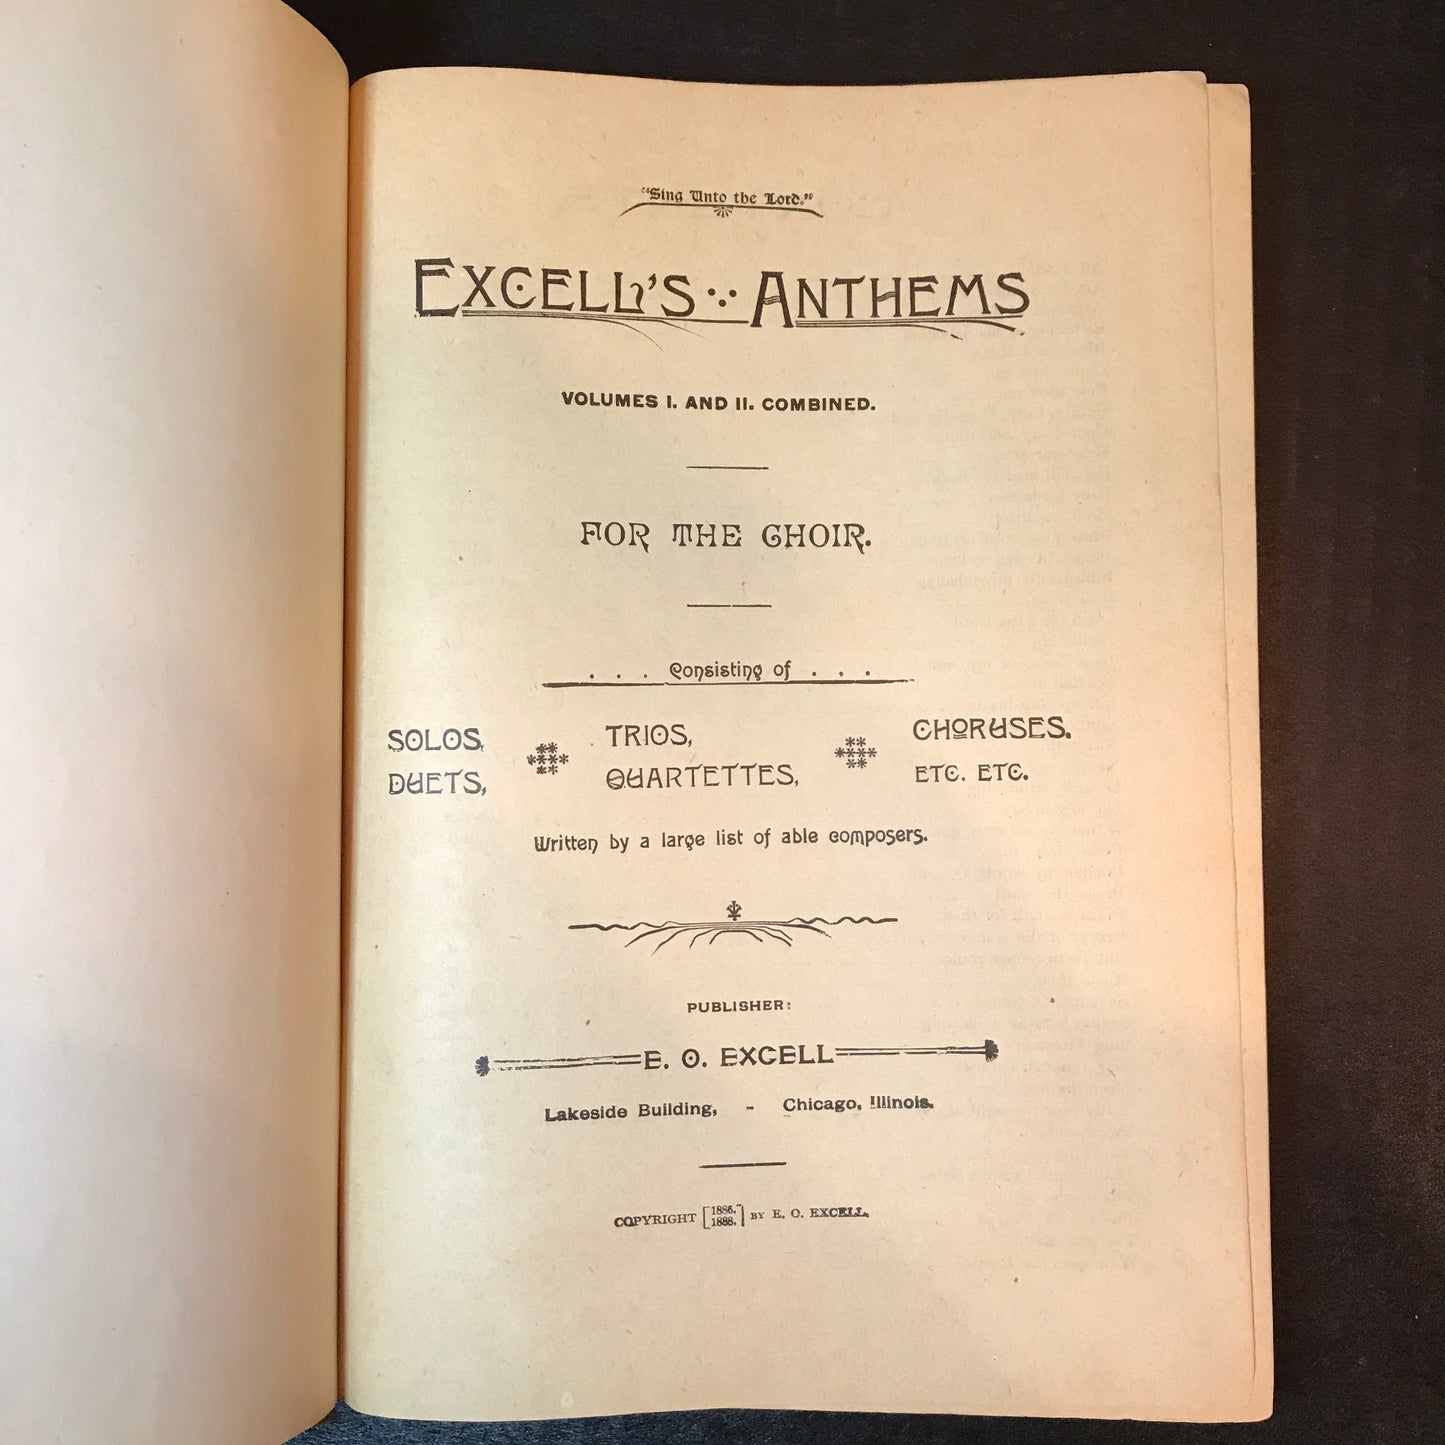 "Sing Unto the Lord."
EXCELL'S ∵ ANTHEMS
VOLUMES I. AND II. COMBINED.
FOR THE CHOIR.
. . . Consisting of . . .
SOLOS, TRIOS, CHORUSES.
DUETS, QUARTETTES, ETC. ETC.
Written by a large list of able composers.
PUBLISHER:
E. O. EXCELL
Lakeside Building, - Chicago, Illinois.
COPYRIGHT [1886. 1888.] BY E. O. EXCELL.